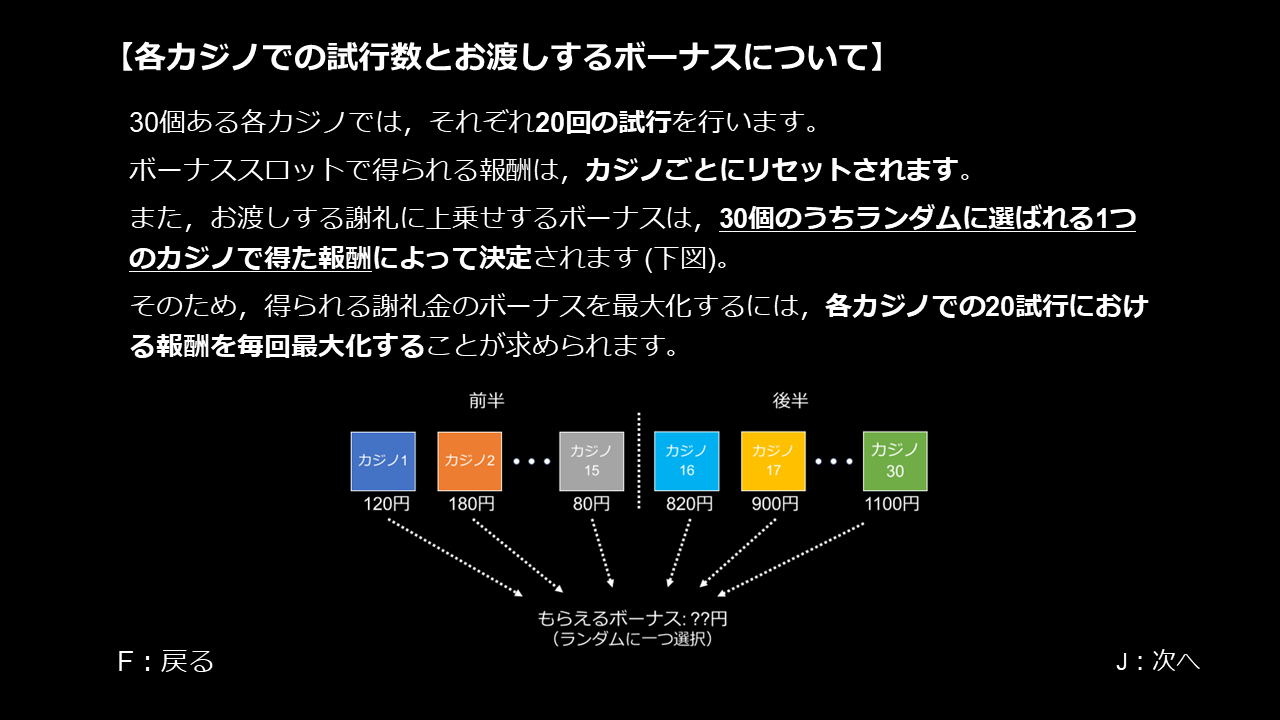 【各カジノでの試行数とお渡しするボーナスについて】
30個ある各カジノでは，それぞれ20回の試行を行います。
ボーナススロットで得られる報酬は，カジノごとにリセットされます。
また，お渡しする謝礼に上乗せするボーナスは，30個のうちランダムに選ばれる1つ
のカジノで得た報酬によって決定されます (下図)。
そのため，得られる謝礼金のボーナスを最大化するには，各カジノでの20試行におけ
る報酬を毎回最大化することが求められます。
前半 後半
カジノ1 カジノ2 ・・・ カジノ 15 カジノ 16 カジノ 17 ・・・ カジノ 30
120円 180円 80円 820円 900円 1100円
もらえるボーナス: ??円
（ランダムに一つ選択）
F：戻る J：次へ